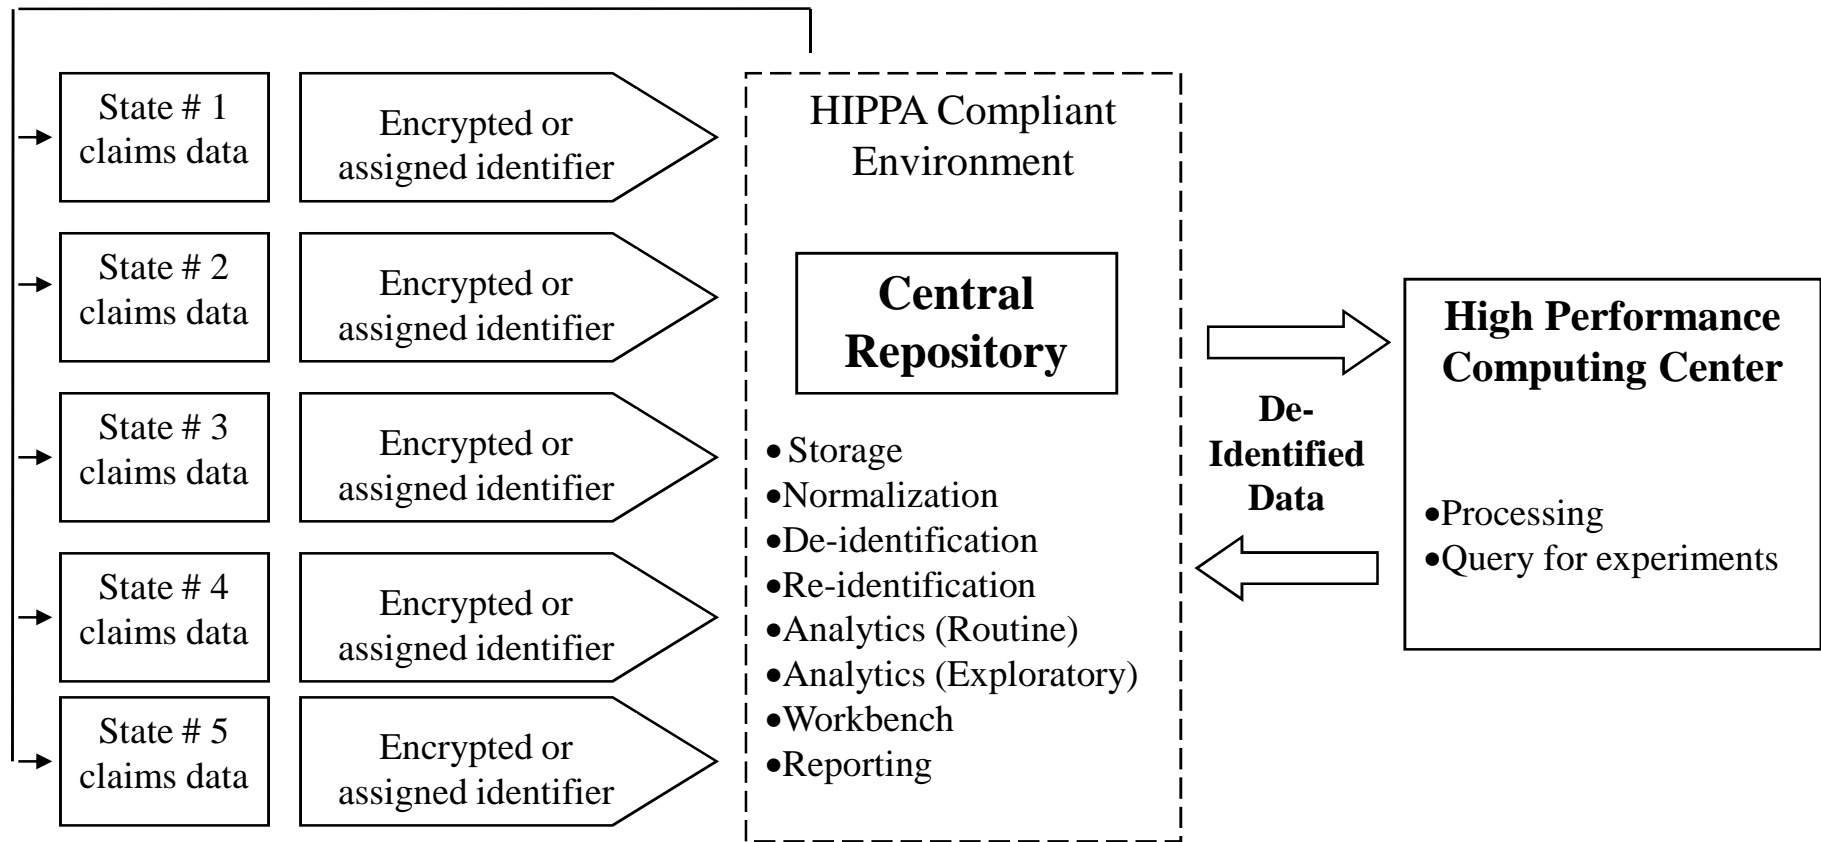 State # 1
claims data
Encrypted or
assigned identifier
State # 2
claims data
Encrypted or
assigned identifier
State # 3
claims data
Encrypted or
assigned identifier
State # 4
claims data
Encrypted or
assigned identifier
State # 5
claims data
Encrypted or
assigned identifier
HIPPA Compliant
Environment
Central
Repository
•Storage
•Normalization
•De-identification
•Re-identification
•Analytics (Routine)
•Analytics (Exploratory)
•Workbench
•Reporting
De-
Identified
Data
High Performance
Computing Center
•Processing
•Query for experiments